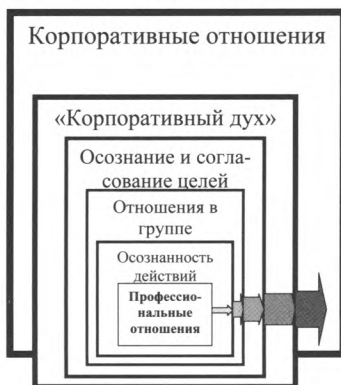 Корпоративные отношения
«Корпоративный дух»
Осознание и согла-
сование целей
Отношения в
группе
Осознанность
действий
Профессио-
нальные
отношения